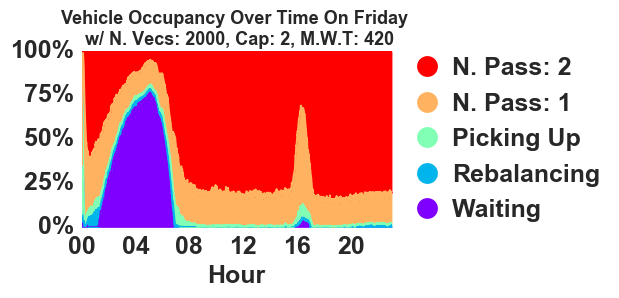 Vehicle Occupancy Over Time On Friday
w/ N. Vecs: 2000, Cap: 2, M.W.T: 420
100%
75%
50%
25%
0%
00 04 08 12 16 20
Hour
N. Pass: 2
N. Pass: 1
Picking Up
Rebalancing
Waiting